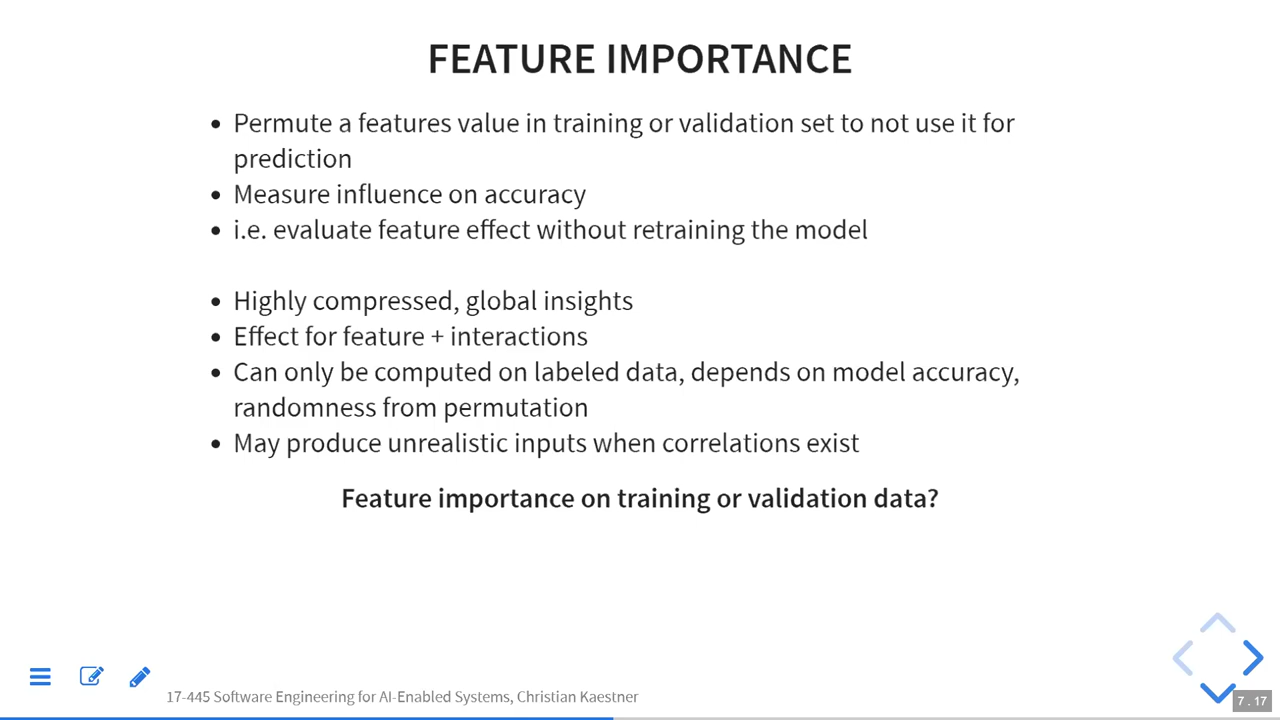 FEATURE IMPORTANCE
Permute a features value in training or validation set to not use it for
prediction
Measure influence on accuracy
i.e. evaluate feature effect without retraining the model
Highly compressed, global insights
Effect for feature + interactions
Can only be computed on labeled data, depends on model accuracy,
randomness from permutation
May produce unrealistic inputs when correlations exist
Feature importance on training or validation data?
17-445 Software Engineering for AI-Enabled Systems, Christian Kaestner
7 . 17